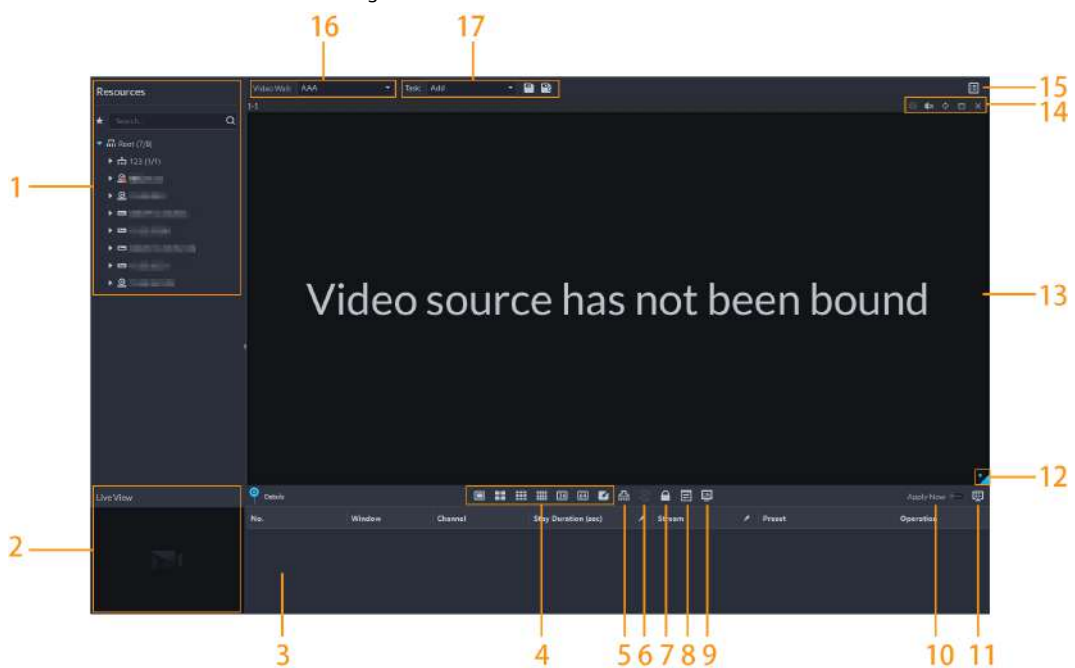 16 17
Resources
Video Wall: AAA
Task: Add
15
1-1
14
Search...
Root (7/8)
123 (1/1)
1
Video source has not been bound
13
12
Live View
Details
Apply Now
No. Window Channel Stay Duration (sec) Stream Preset Operation
2
3 4 5 6 7 8 9 10 11